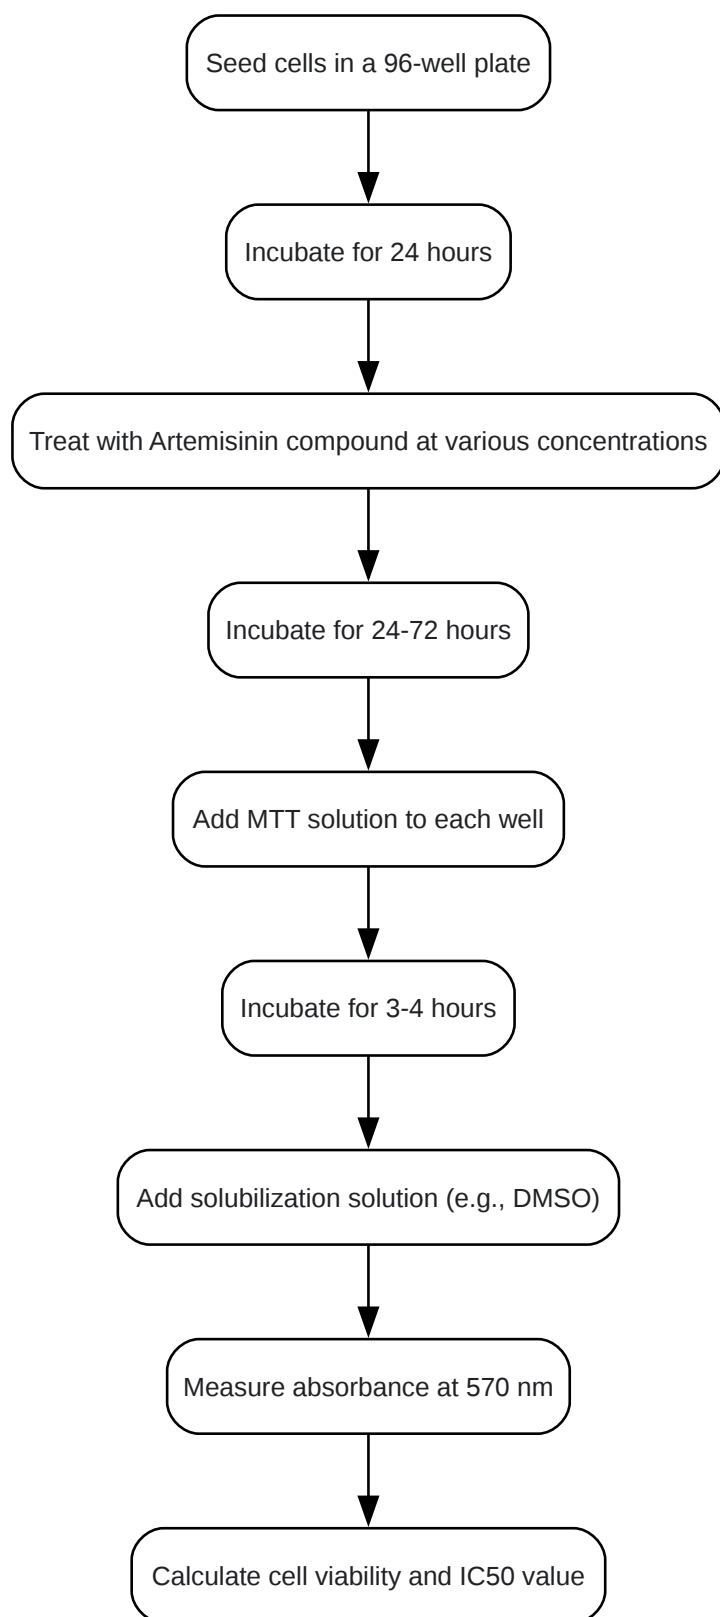 Seed cells in a 96-well plate
Incubate for 24 hours
Treat with Artemisinin compound at various concentrations
Incubate for 24-72 hours
Add MTT solution to each well
Incubate for 3-4 hours
Add solubilization solution (e.g., DMSO)
Measure absorbance at 570 nm
Calculate cell viability and IC50 value